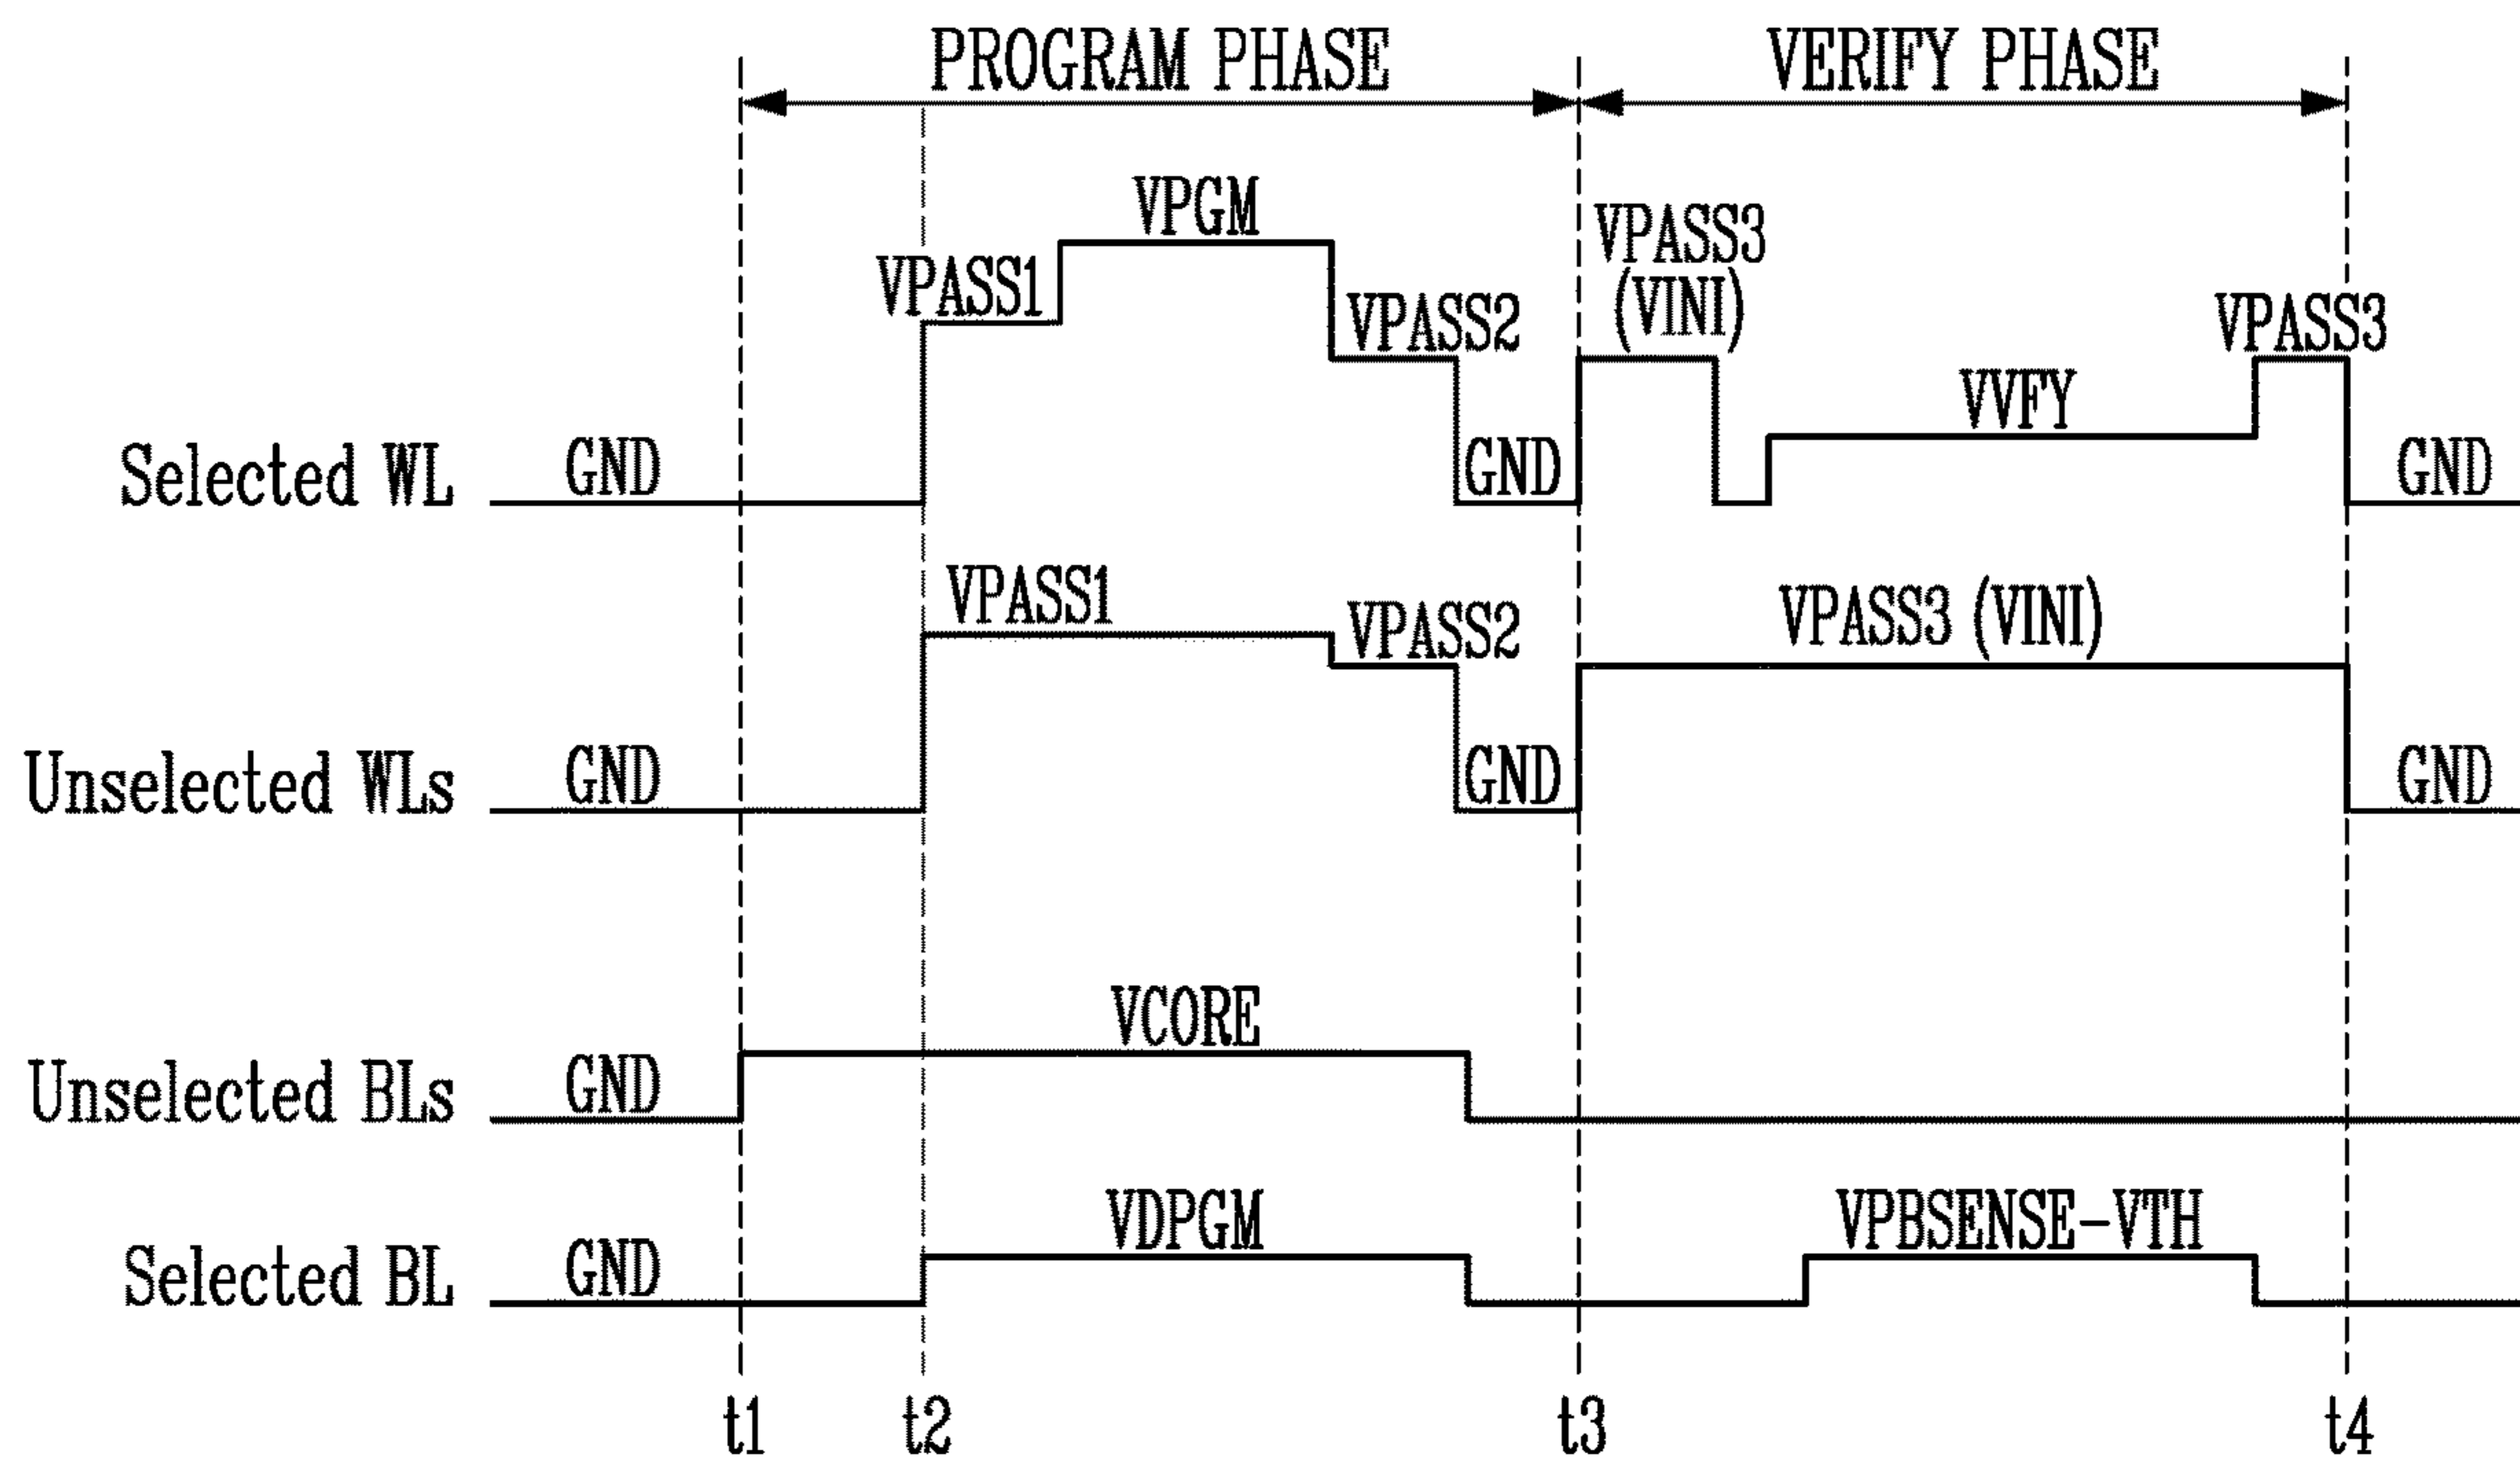 PROGRAM PHASE VERIFY PHASE
VPGM
VPASS3
(VINI)
VPASS1
VPASS2
VPASS3
VVFY
Selected WL GND GND GND
VPASS1
VPASS2
VPASS3 (VINI)
Unselected WLs GND GND GND
VCORE
Unselected BLs GND
VDPGM
VPBSENSE-VTH
Selected BL GND
t1 t2 t3 t4